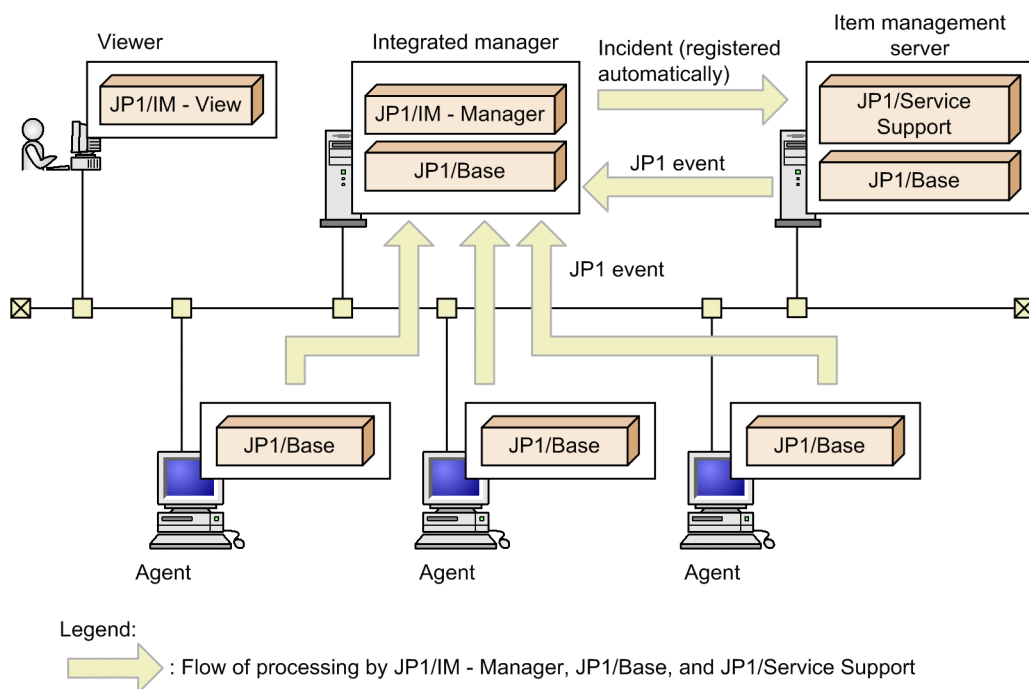 Viewer
Integrated manager
Item management
server
Incident (registered
automatically)
JP1/IM - View
JP1/IM - Manager
JP1/Base
JP1/Service
Support
JP1/Base
JP1 event
JP1 event
JP1/Base
JP1/Base
JP1/Base
Agent
Agent
Agent
Legend:
: Flow of processing by JP1/IM - Manager, JP1/Base, and JP1/Service Support